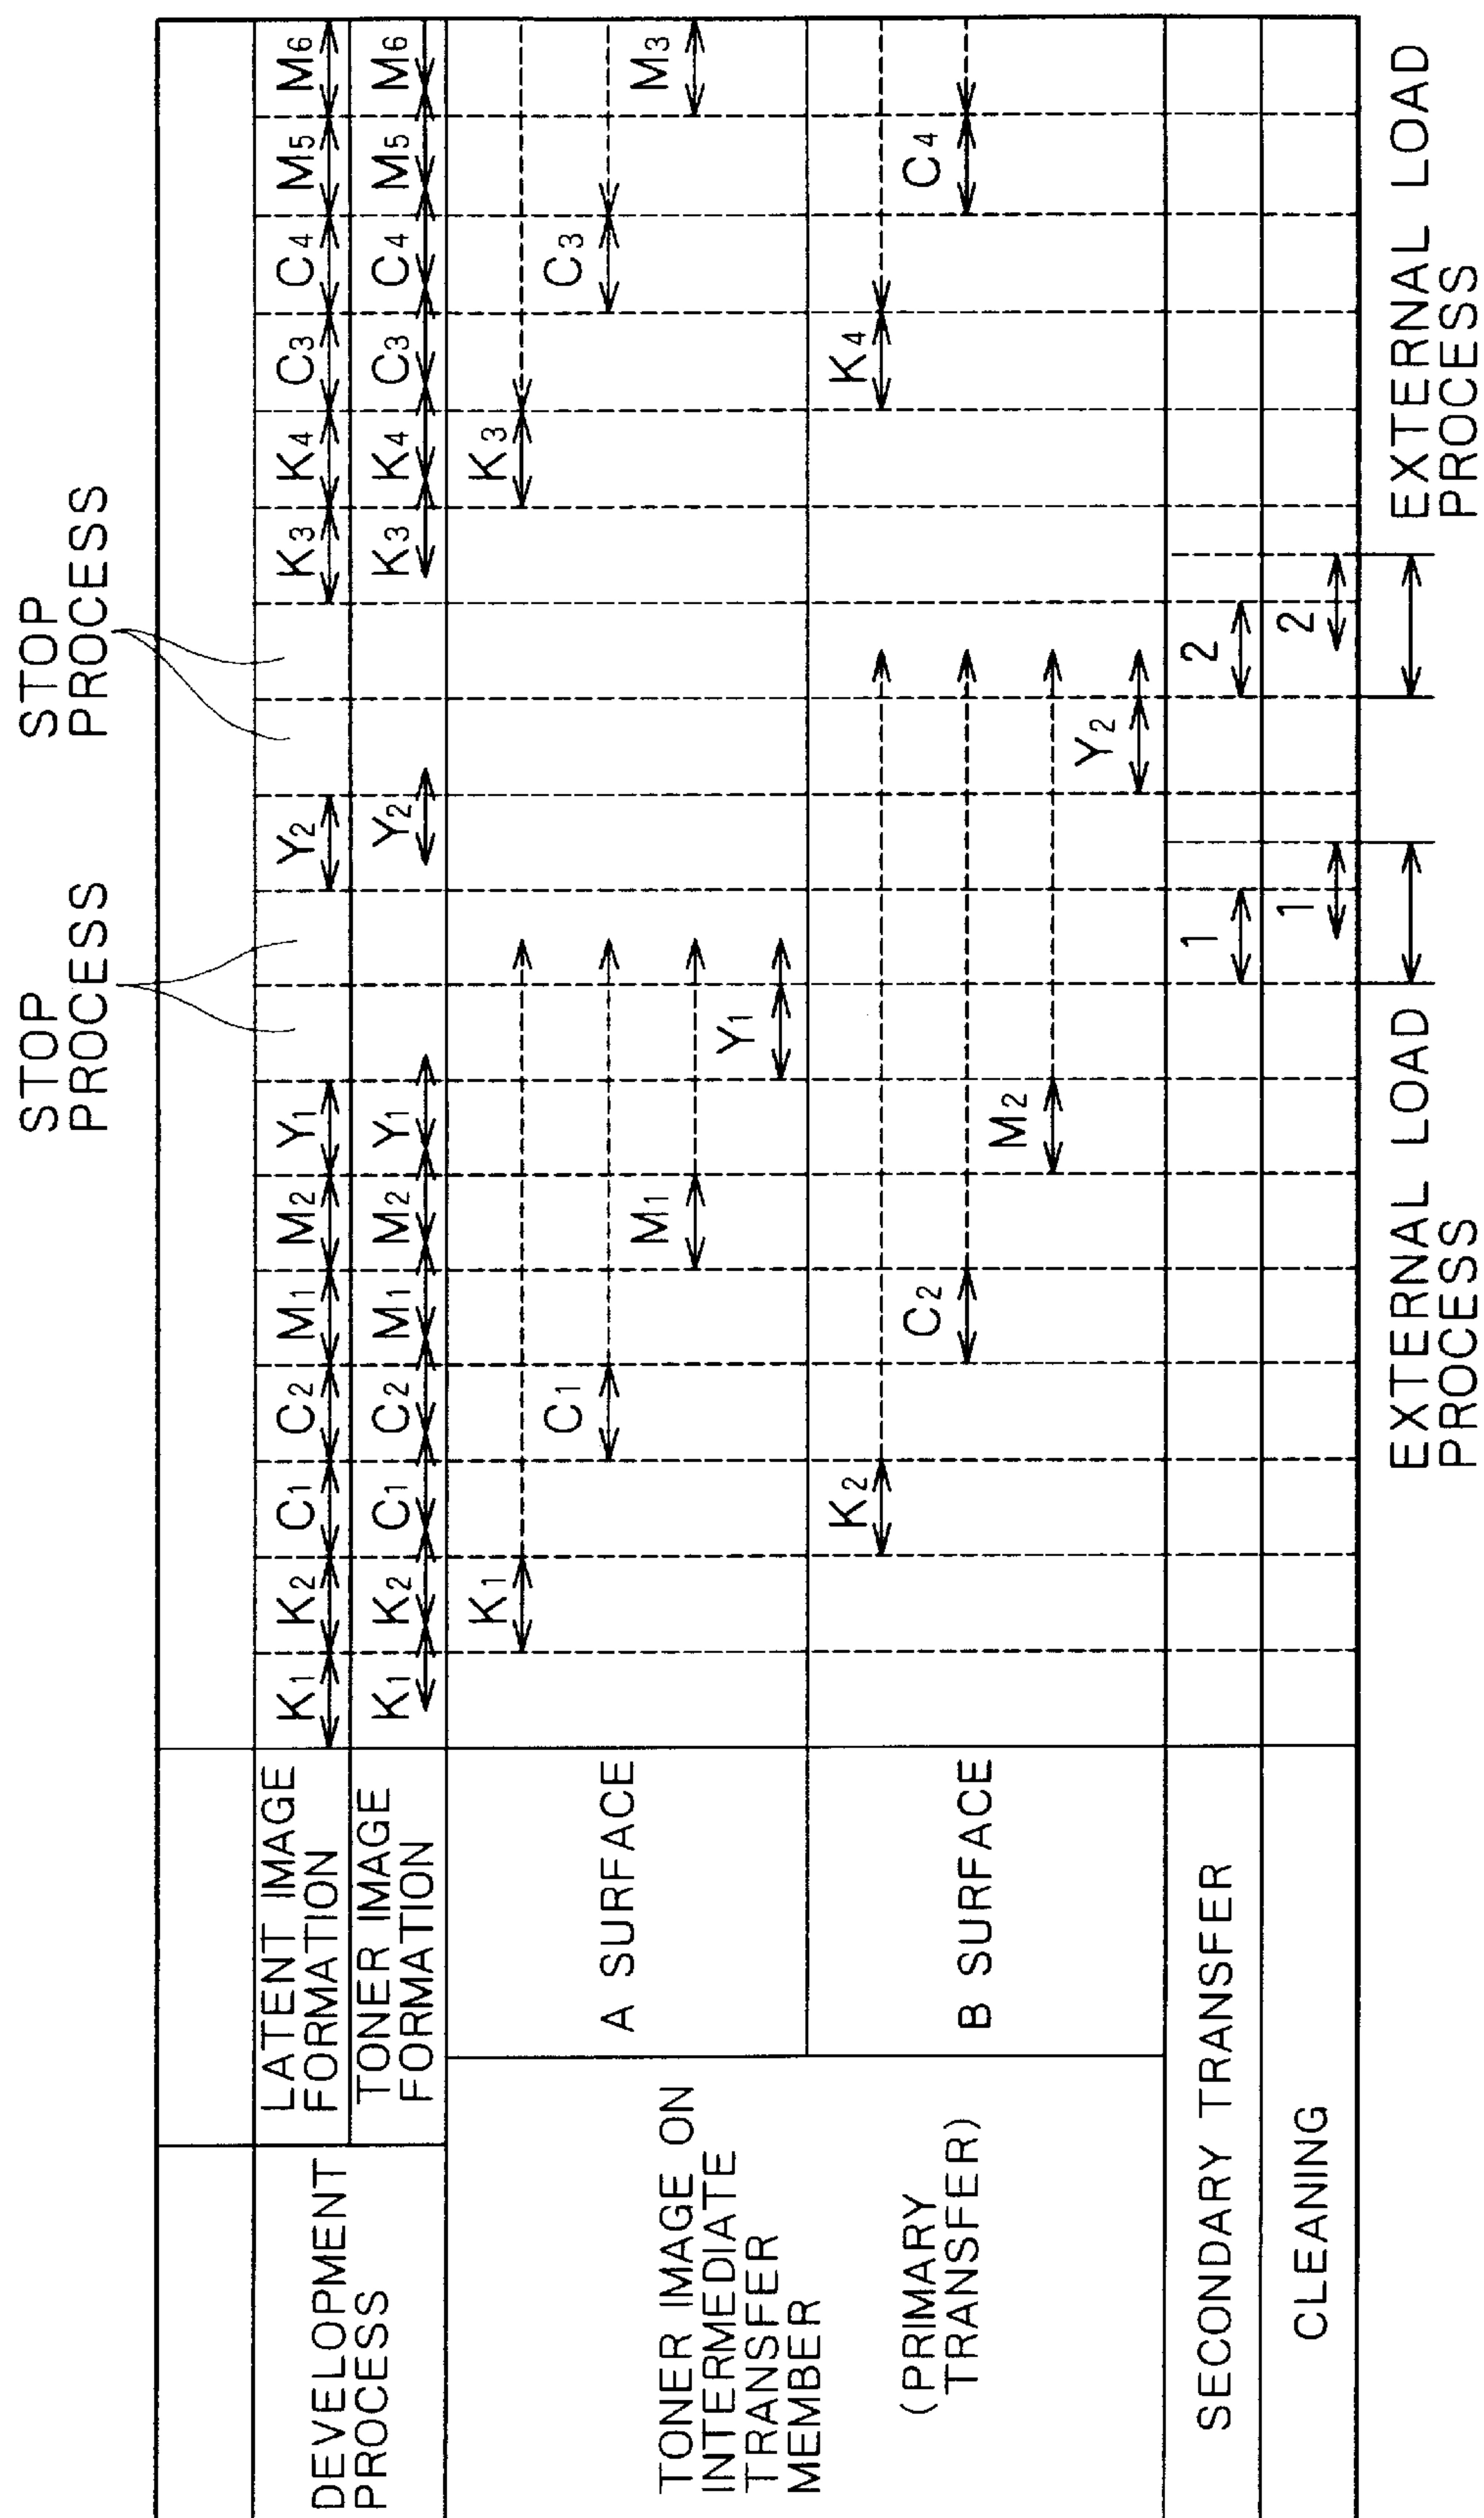 STOP
PROCESS
STOP
PROCESS
DEVELOPMENT
PROCESS
LATENT IMAGE
FORMATION
K1 K2 C1 C2 M1 M2 Y1 Y2 K3 K4 C3 C4 M5 M6
TONER IMAGE
FORMATION
K1 K2 C1 C2 M1 M2 Y1 Y2 K3 K4 C3 C4 M5 M6
TONER IMAGE ON
INTERMEDIATE
TRANSFER
MEMBER
(PRIMARY
TRANSFER)
A SURFACE
K1 K3
C1 C3
M1 M3
Y1
B SURFACE
K2 K4
C2 C4
M2
Y2
SECONDARY TRANSFER
1 2
CLEANING
1 2
EXTERNAL LOAD
PROCESS
EXTERNAL LOAD
PROCESS